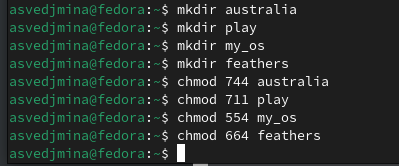 asvedjmina@fedora:~$ mkdir australia
asvedjmina@fedora:~$ mkdir play
asvedjmina@fedora:~$ mkdir my_os
asvedjmina@fedora:~$ mkdir feathers
asvedjmina@fedora:~$ chmod 744 australia
asvedjmina@fedora:~$ chmod 711 play
asvedjmina@fedora:~$ chmod 554 my_os
asvedjmina@fedora:~$ chmod 664 feathers
asvedjmina@fedora:~$